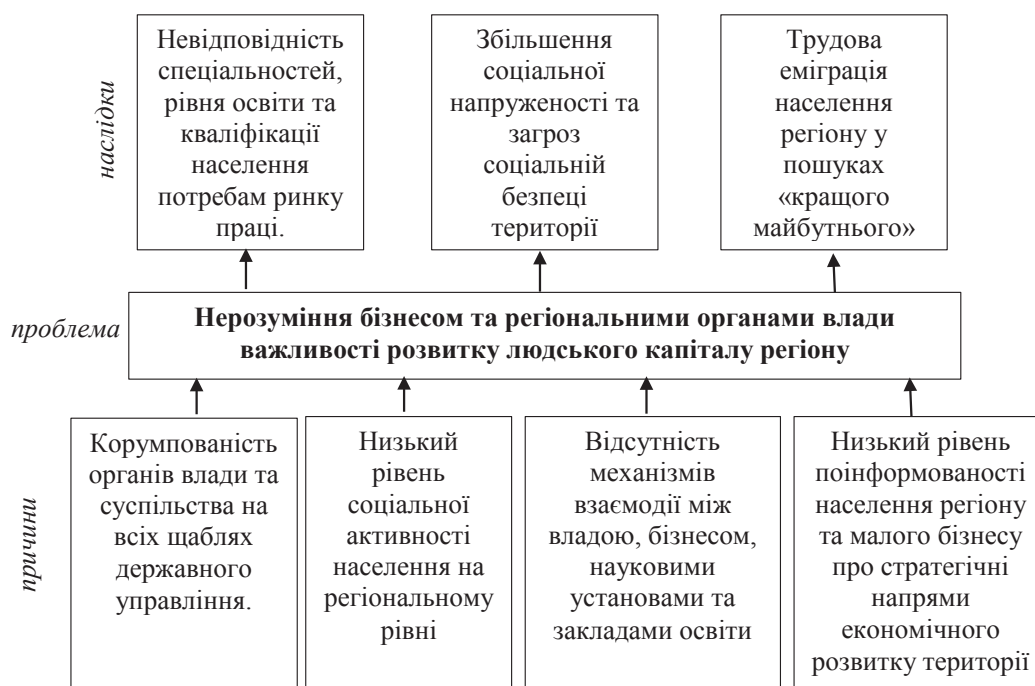 наслідки
Невідповідність
спеціальностей,
рівня освіти та
кваліфікації
населення
потребам ринку
праці.
Збільшення
соціальної
напруженості та
загроз
соціальній
безпеці
території
Трудова
еміграція
населення
регіону у
пошуках
«кращого
майбутнього»
проблема
Нерозуміння бізнесом та регіональними органами влади
важливості розвитку людського капіталу регіону
причини
Корумпованість
органів влади та
суспільства на
всіх щаблях
державного
управління.
Низький
рівень
соціальної
активності
населення на
регіональному
рівні
Відсутність
механізмів
взаємодії між
владою, бізнесом,
науковими
установами та
закладами освіти
Низький рівень
поінформованості
населення регіону
та малого бізнесу
про стратегічні
напрями
економічного
розвитку території